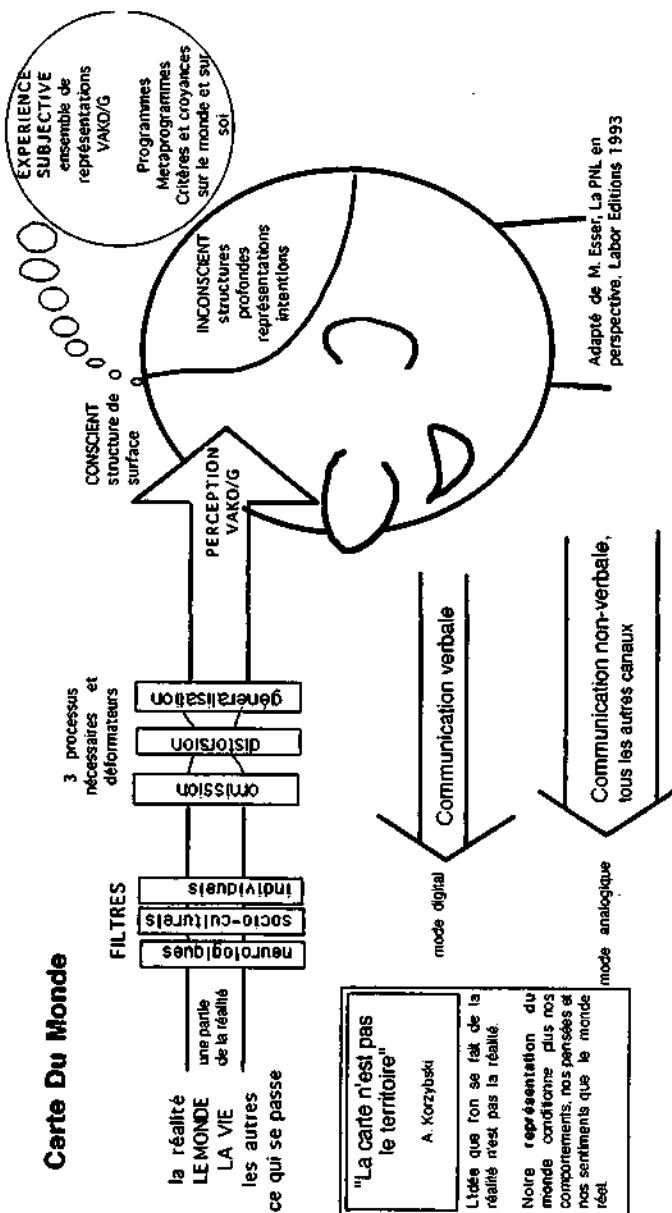 Carte Du Monde
la réalité
LE MONDE
LA VIE
les autres
ce qui se passe
une partie
de la réalité
FILTRES
neurologiques
socio-culturels
individuels
3 processus
nécessaires et
déformateurs
omission
distorsion
généralisation
PERCEPTION
VAKO/G
CONSCIENT
structure de
surface
INCONSCIENT
structures
profondes
représentations
intentions
EXPERIENCE
SUBJECTIVE
ensemble de
représentations
VAKO/G
Programmes
Metaprogrammes
Critères et croyances
sur le monde et sur
soi
Communication verbale
mode digital
Communication non-verbale,
tous les autres canaux
mode analogique
"La carte n'est pas
le territoire"
A. Korzybski
L'idée que l'on se fait de la
réalité n'est pas la réalité.
Notre représentation du
monde conditionne plus nos
comportements, nos pensées et
nos sentiments que le monde
réel.
Adapté de M. Esser, La PNL en
perspective, Labor Editions 1993